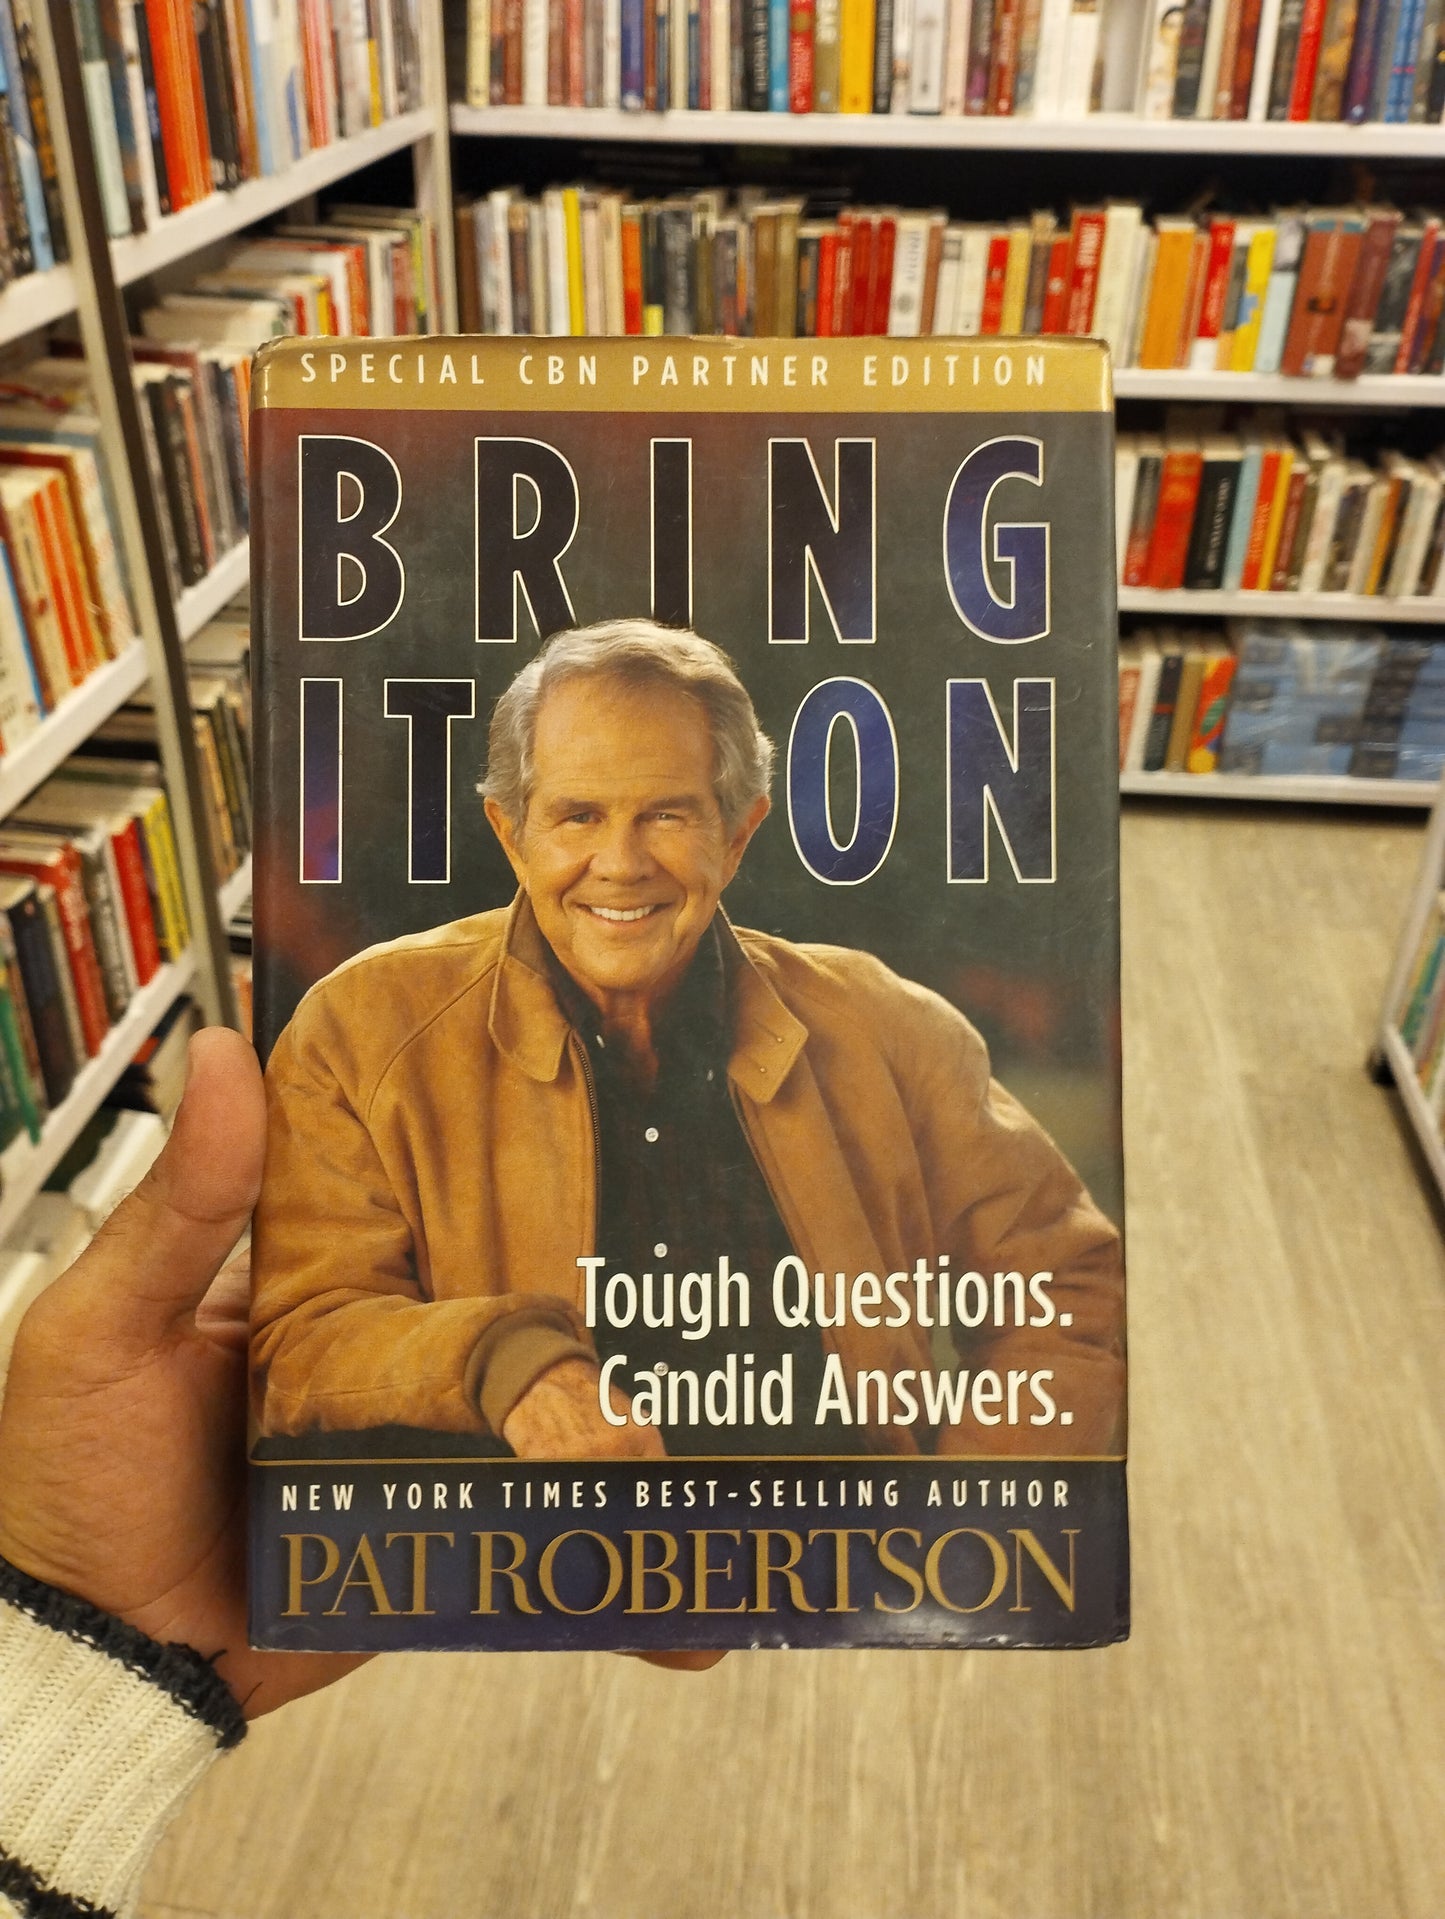 SPECIAL CBN PARTNER EDITION
BRING
IT ON
Tough Questions.
Candid Answers.
NEW YORK TIMES BEST-SELLING AUTHOR
PAT ROBERTSON